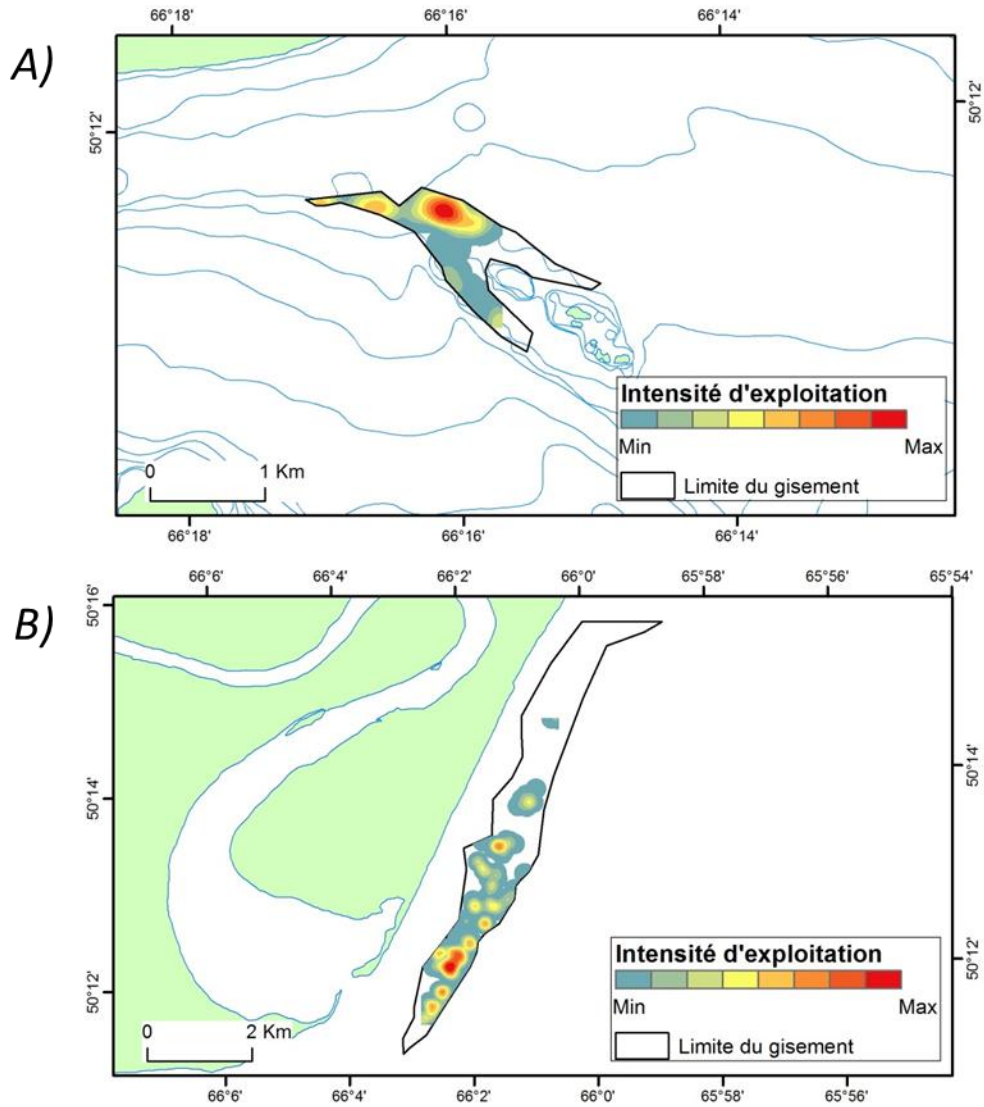 A)
66°18' 66°16' 66°14'
50°12' 50°12'
Intensité d'exploitation
Min Max
Limite du gisement
0 1 Km
66°18' 66°16' 66°14'
B)
66°6' 66°4' 66°2' 66°0' 65°58' 65°56' 65°54'
50°16'
50°14'
50°14'
50°12'
50°12'
Intensité d'exploitation
Min Max
Limite du gisement
0 2 Km
66°6' 66°4' 66°2' 66°0' 65°58' 65°56'